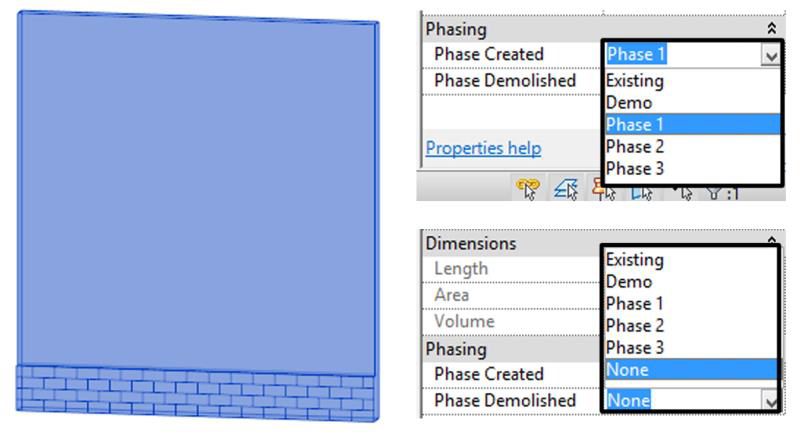 Phasing
Phase Created Phase 1
Phase Demolished Existing
Demo
Phase 1
Properties help Phase 2
Phase 3
:1
Dimensions
Existing
Length Demo
Area Phase 1
Volume Phase 2
Phasing Phase 3
Phase Created None
Phase Demolished None